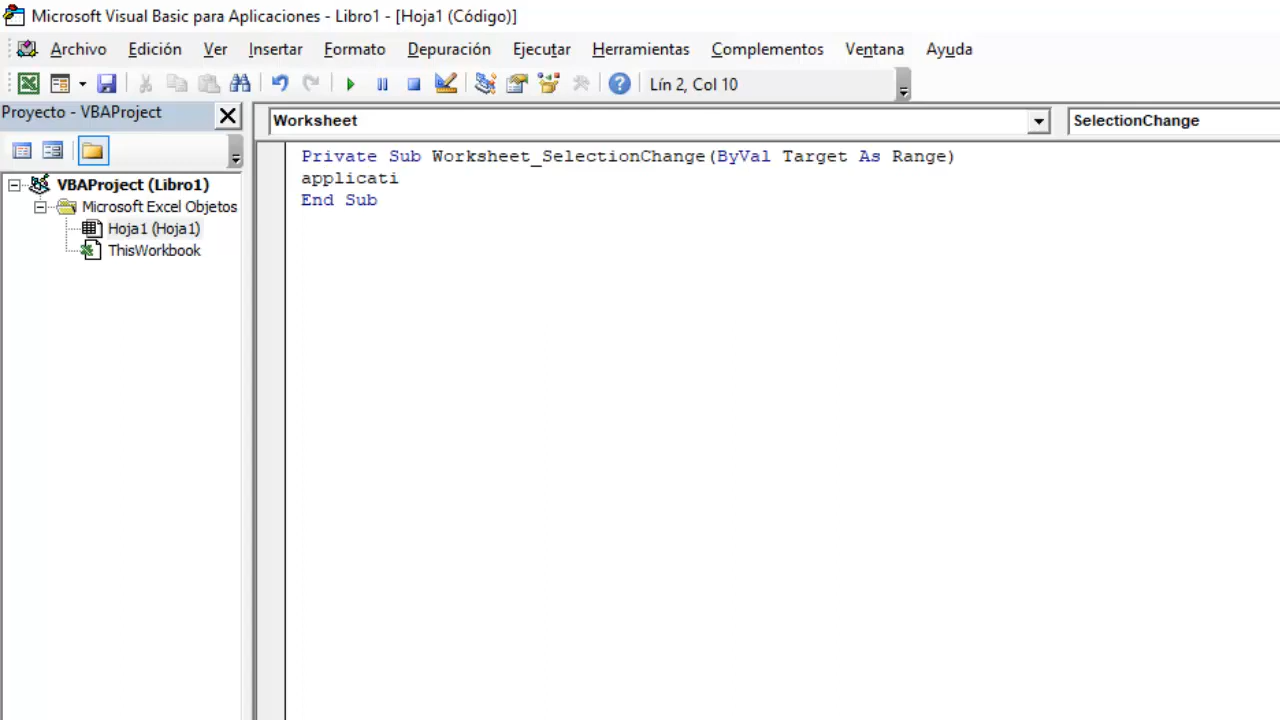 Microsoft Visual Basic para Aplicaciones - Libro1 - [Hoja1 (Código)]
Archivo Edición Ver Insertar Formato Depuración Ejecutar Herramientas Complementos Ventana Ayuda
Lín 2, Col 10
Proyecto - VBAProject
Worksheet
SelectionChange
VBAProject (Libro1)
Microsoft Excel Objetos
Hoja1 (Hoja1)
ThisWorkbook
Private Sub Worksheet_SelectionChange(ByVal Target As Range)
applicati
End Sub